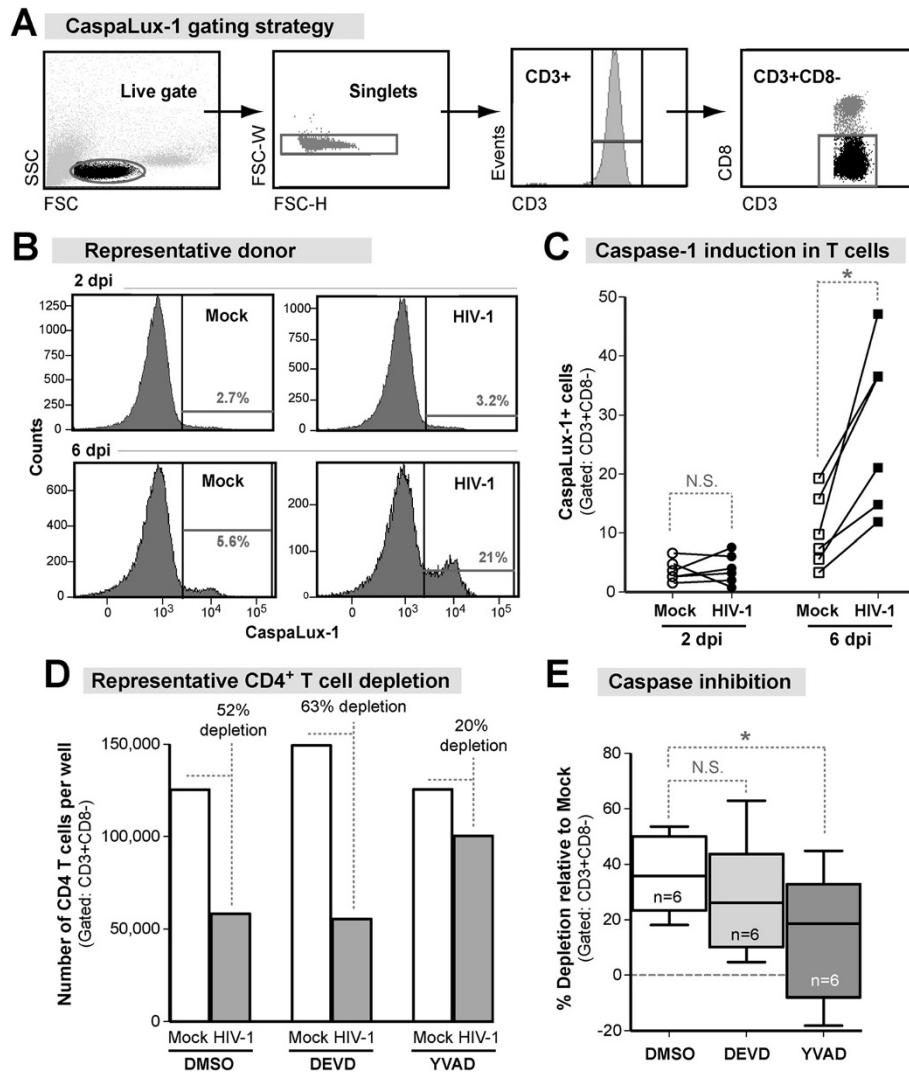 A CaspaLux-1 gating strategy
Live gate
SSC
FSC
Singlets
FSC-W
FSC-H
CD3+
Events
CD3
CD3+CD8-
CD8
CD3
B Representative donor
2 dpi
1250
1000
750
500
250
0
Mock
2.7%
1000
750
500
250
0
HIV-1
3.2%
Counts
6 dpi
600
400
200
0
Mock
5.6%
200
100
0
HIV-1
21%
0 10³ 10⁴ 10⁵
0 10³ 10⁴ 10⁵
CaspaLux-1
C Caspase-1 induction in T cells
CaspaLux-1+ cells
(Gated: CD3+CD8-)
50
40
30
20
10
0
N.S.
*
Mock HIV-1 Mock HIV-1
2 dpi 6 dpi
D Representative CD4⁺ T cell depletion
Number of CD4 T cells per well
(Gated: CD3+CD8-)
150,000
100,000
50,000
0
52%
depletion
63% depletion
20%
depletion
Mock HIV-1 Mock HIV-1 Mock HIV-1
DMSO DEVD YVAD
E Caspase inhibition
% Depletion relative to Mock
(Gated: CD3+CD8-)
80
60
40
20
0
-20
*
N.S.
n=6
n=6
n=6
DMSO DEVD YVAD